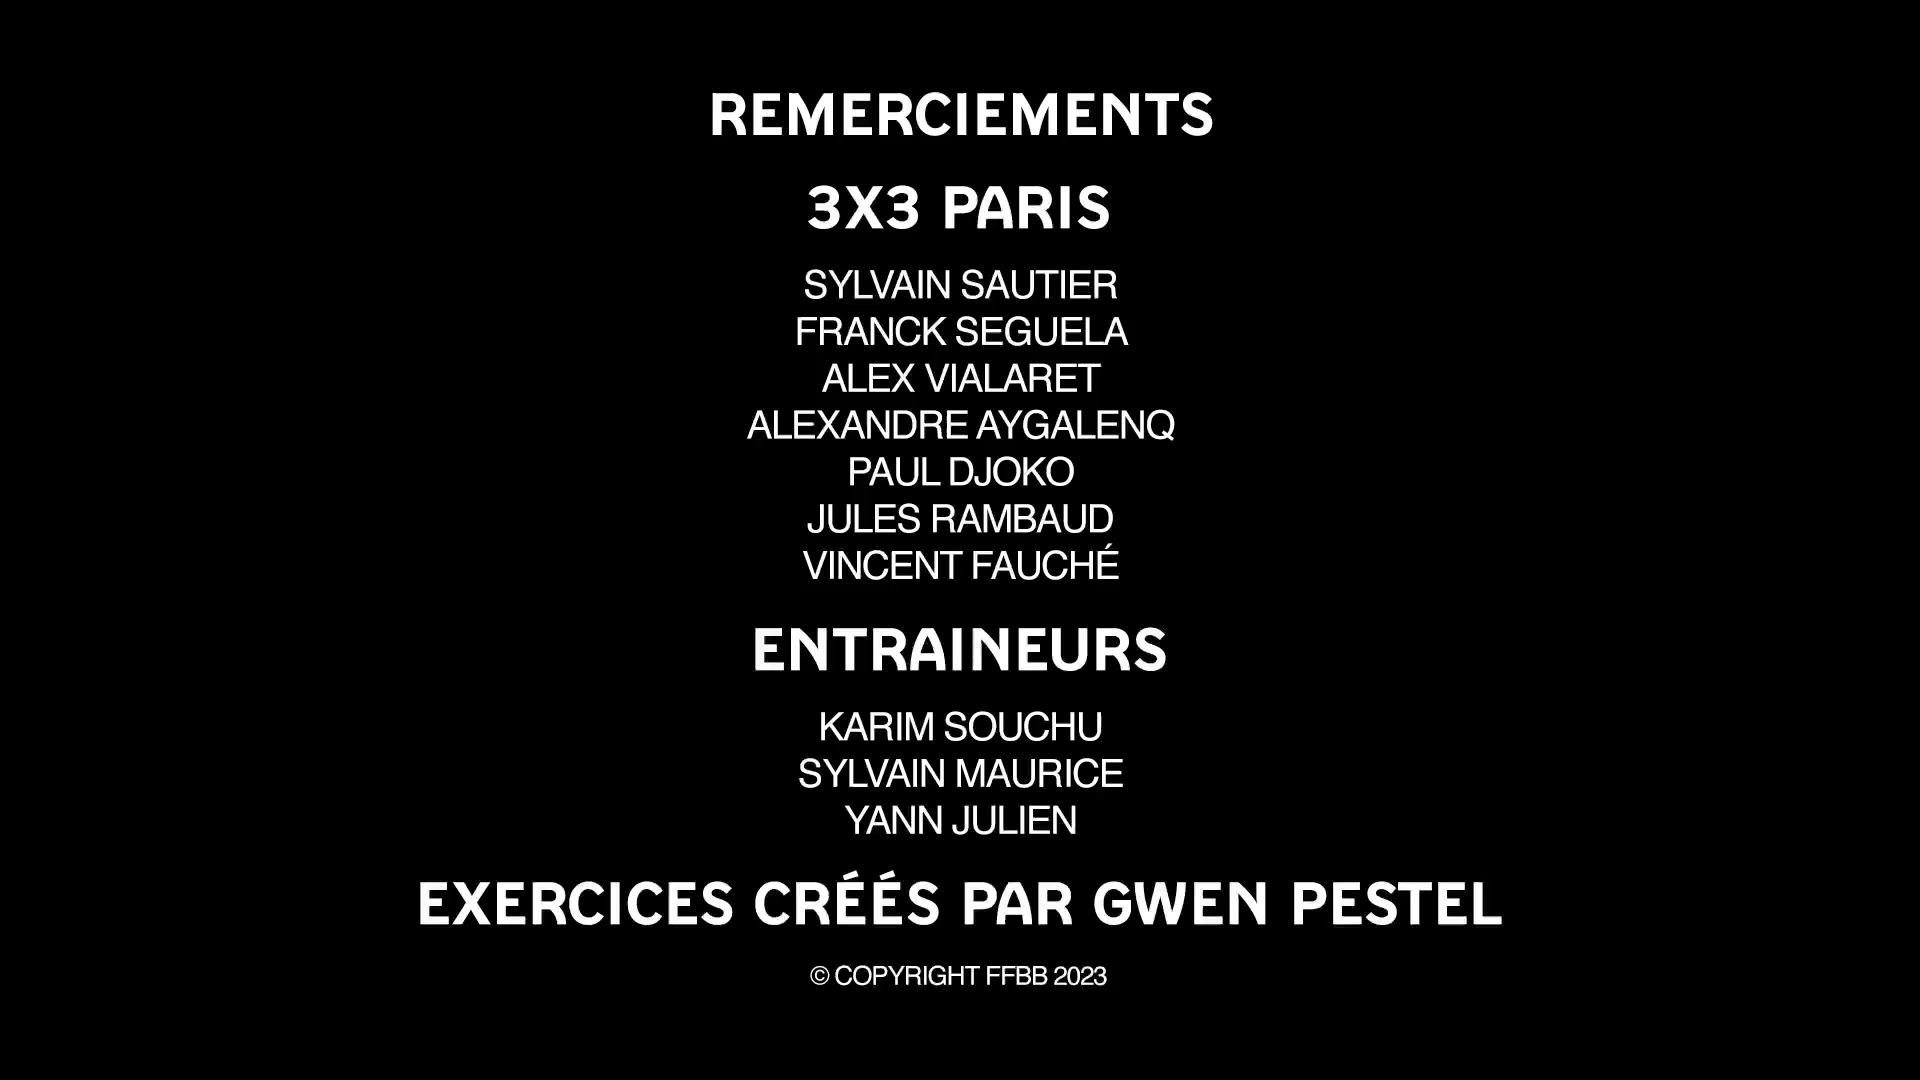 REMERCIEMENTS
3X3 PARIS
SYLVAIN SAUTIER
FRANCK SEGUELA
ALEX VIALARET
ALEXANDRE AYGALENQ
PAUL DJOKO
JULES RAMBAUD
VINCENT FAUCHÉ
ENTRAINEURS
KARIM SOUCHU
SYLVAIN MAURICE
YANN JULIEN
EXERCICES CRÉÉS PAR GWEN PESTEL
© COPYRIGHT FFBB 2023